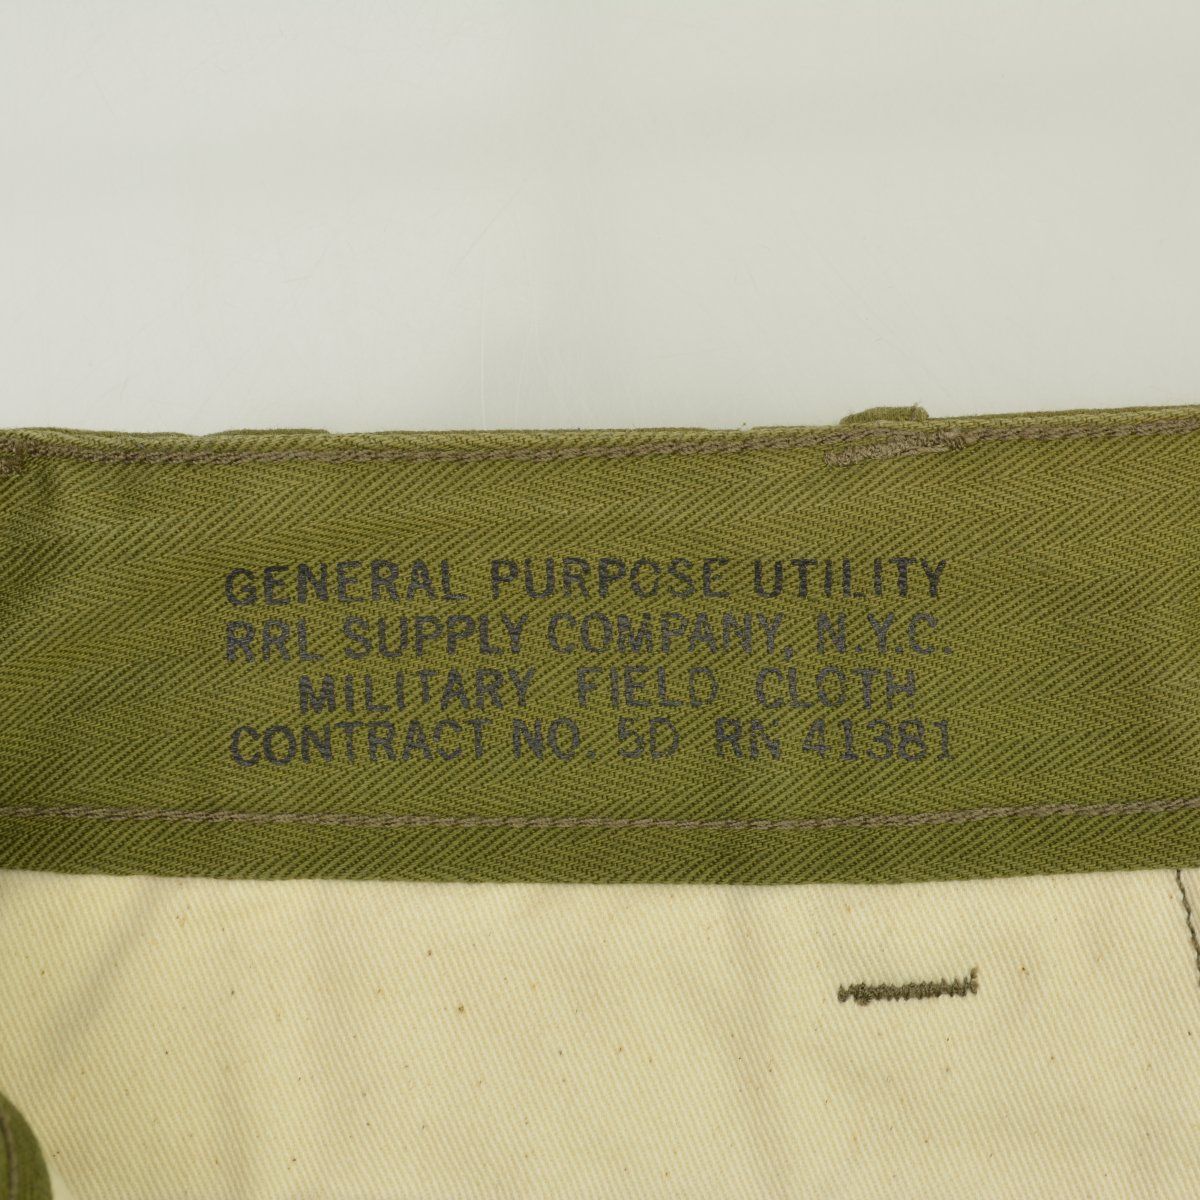 GENERAL PURPOSE UTILITY
RRL SUPPLY COMPANY, N.Y.C.
MILITARY FIELD CLOTH
CONTRACT NO. 5D RN 41381